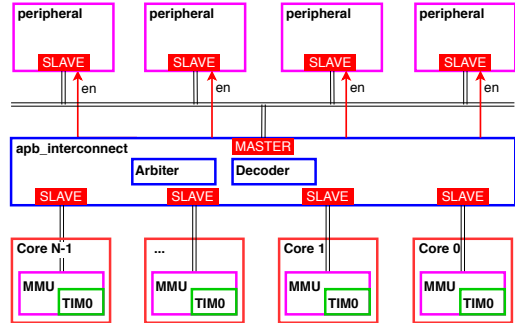 peripheral peripheral peripheral peripheral
SLAVE SLAVE SLAVE SLAVE
en en en en
apb_interconnect MASTER
Arbiter Decoder
SLAVE SLAVE SLAVE SLAVE
Core N-1 ... Core 1 Core 0
MMU MMU MMU MMU
TIM0 TIM0 TIM0 TIM0